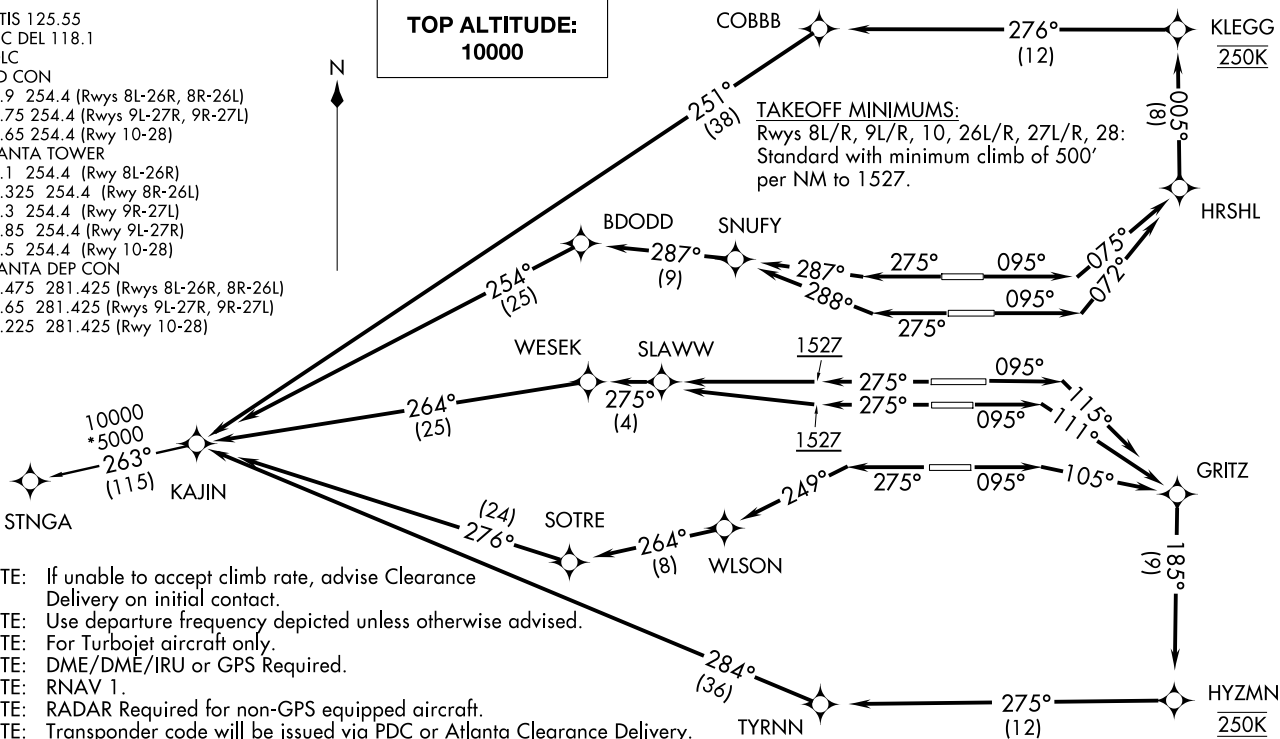 TIS 125.55
C DEL 118.1
LC
D CON
.9 254.4 (Rwys 8L-26R, 8R-26L)
.75 254.4 (Rwys 9L-27R, 9R-27L)
.65 254.4 (Rwy 10-28)
ANTA TOWER
.1 254.4 (Rwy 8L-26R)
.325 254.4 (Rwy 8R-26L)
.3 254.4 (Rwy 9R-27L)
.85 254.4 (Rwy 9L-27R)
.5 254.4 (Rwy 10-28)
ANTA DEP CON
.475 281.425 (Rwys 8L-26R, 8R-26L)
.65 281.425 (Rwys 9L-27R, 9R-27L)
.225 281.425 (Rwy 10-28)
TOP ALTITUDE:
10000
N
COBBB
276°
(12)
KLEGG
250K
251°
(38)
005°
(8)
TAKEOFF MINIMUMS:
Rwys 8L/R, 9L/R, 10, 26L/R, 27L/R, 28:
Standard with minimum climb of 500'
per NM to 1527.
HRSHL
BDODD
SNUFY
287°
(9)
287°
275°
095°
075°
288°
275°
095°
072°
254°
(25)
WESEK
SLAWW
1527
275°
095°
115°
275°
(4)
275°
095°
111°
1527
264°
(25)
10000
*5000
263°
(115)
KAJIN
STNGA
GRITZ
275°
095°
105°
249°
(24)
276°
SOTRE
264°
(8)
WLSON
185°
(9)
284°
(36)
TYRNN
275°
(12)
HYZMN
250K
TE: If unable to accept climb rate, advise Clearance
Delivery on initial contact.
TE: Use departure frequency depicted unless otherwise advised.
TE: For Turbojet aircraft only.
TE: DME/DME/IRU or GPS Required.
TE: RNAV 1.
TE: RADAR Required for non-GPS equipped aircraft.
TE: Transponder code will be issued via PDC or Atlanta Clearance Delivery.